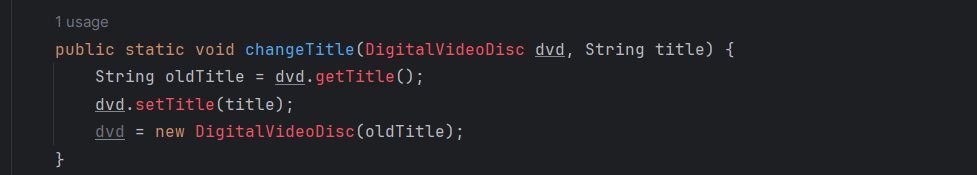 1 usage
public static void changeTitle(DigitalVideoDisc dvd, String title) {
    String oldTitle = dvd.getTitle();
    dvd.setTitle(title);
    dvd = new DigitalVideoDisc(oldTitle);
}